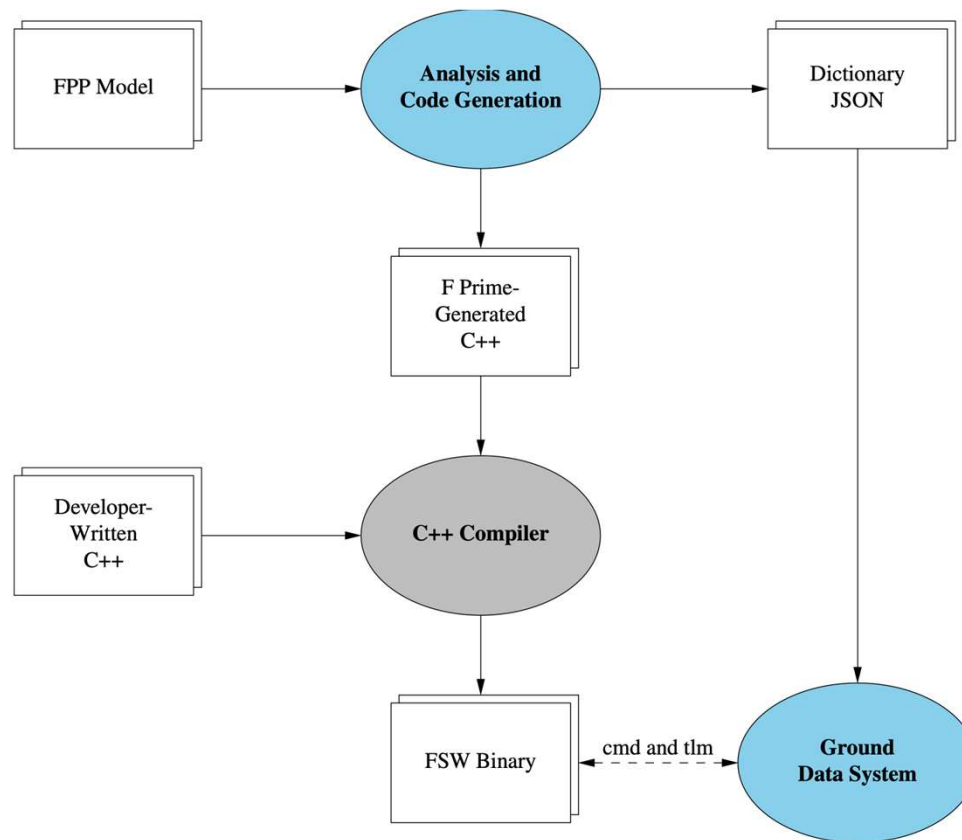 FPP Model
Analysis and
Code Generation
Dictionary
JSON
F Prime-
Generated
C++
Developer-
Written
C++
C++ Compiler
FSW Binary
cmd and tlm
Ground
Data System